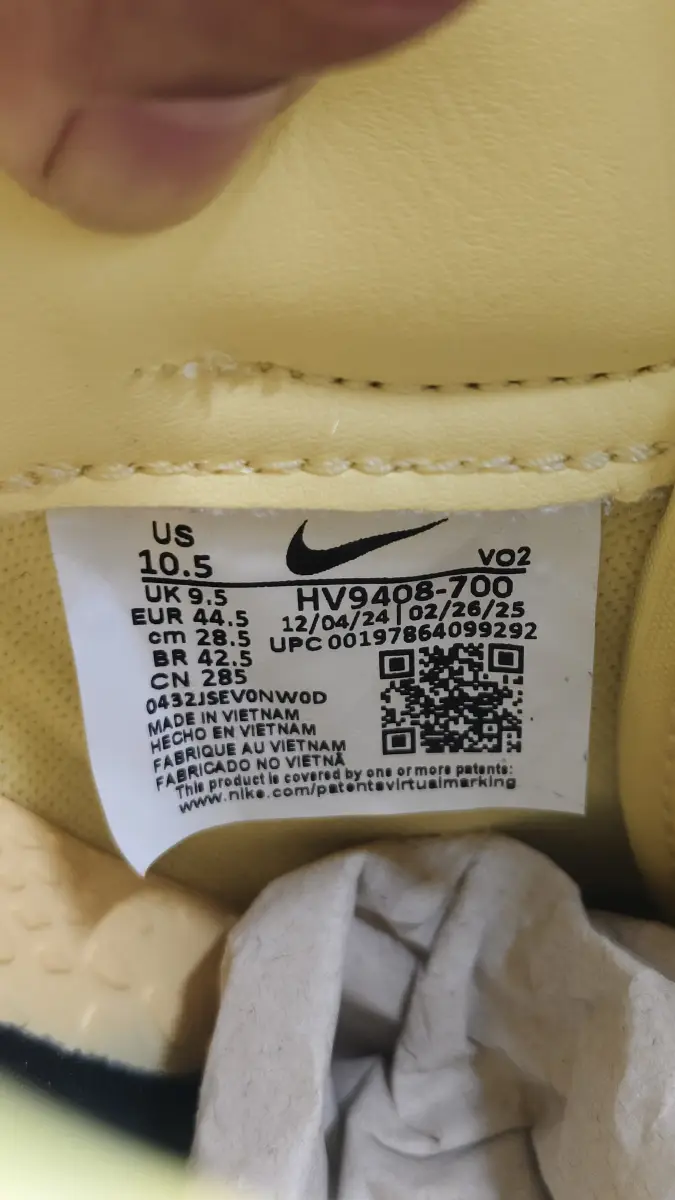 US
10.5
VO2
UK 9.5
HV9408-700
EUR 44.5
12/04/24 | 02/26/25
cm 28.5
UPC 00197864099292
BR 42.5
CN 285
0432JSEV0NW0D
MADE IN VIETNAM
HECHO EN VIETNAM
FABRIQUE AU VIETNAM
FABRICADO NO VIETNÃ
This product is covered by one or more patents:
www.nike.com/patentsvirtualmarking